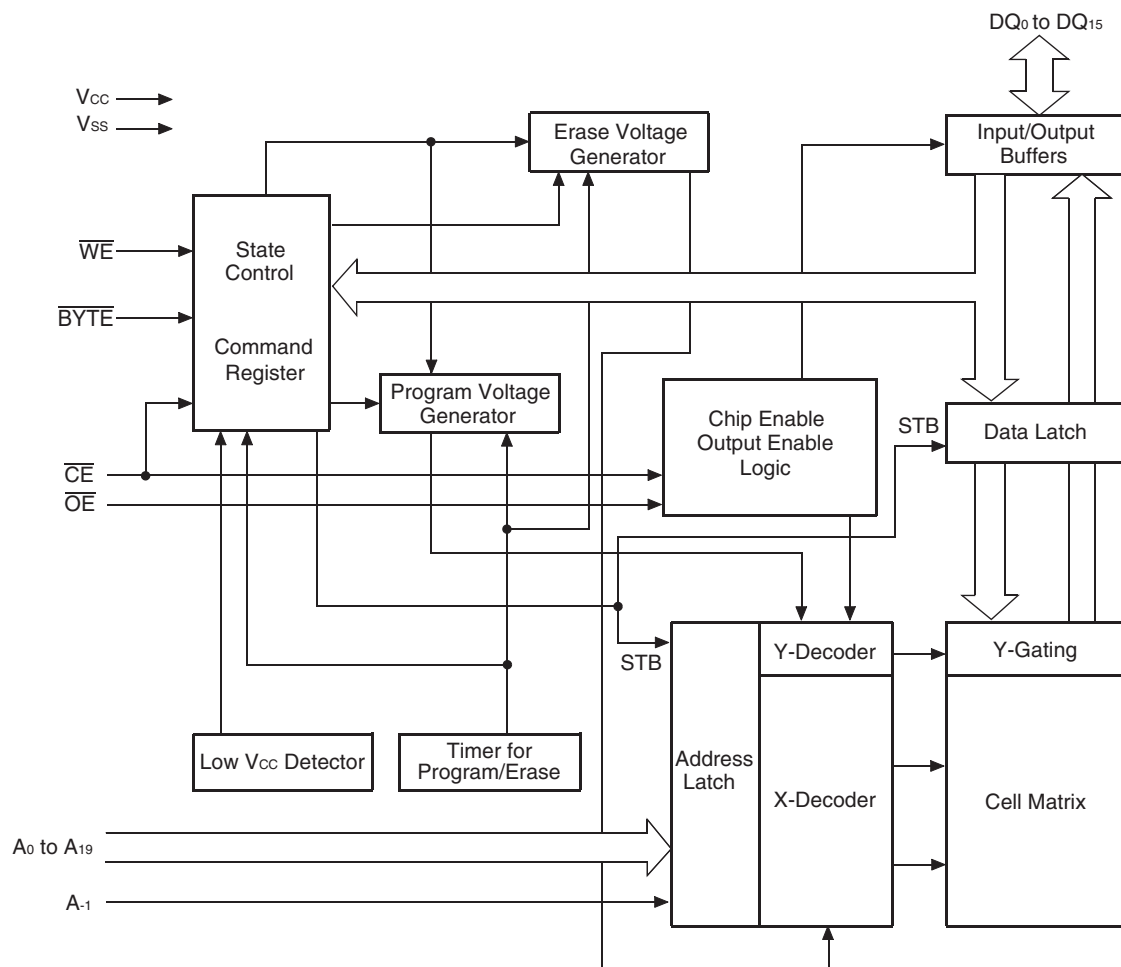 DQ0 to DQ15
VCC
VSS
Erase Voltage
Generator
Input/Output
Buffers
WE
State
Control
BYTE
Command
Register
Program Voltage
Generator
Chip Enable
Output Enable
Logic
STB
Data Latch
CE
OE
STB
Y-Decoder
Y-Gating
Low VCC Detector
Timer for
Program/Erase
Address
Latch
X-Decoder
Cell Matrix
A0 to A19
A-1